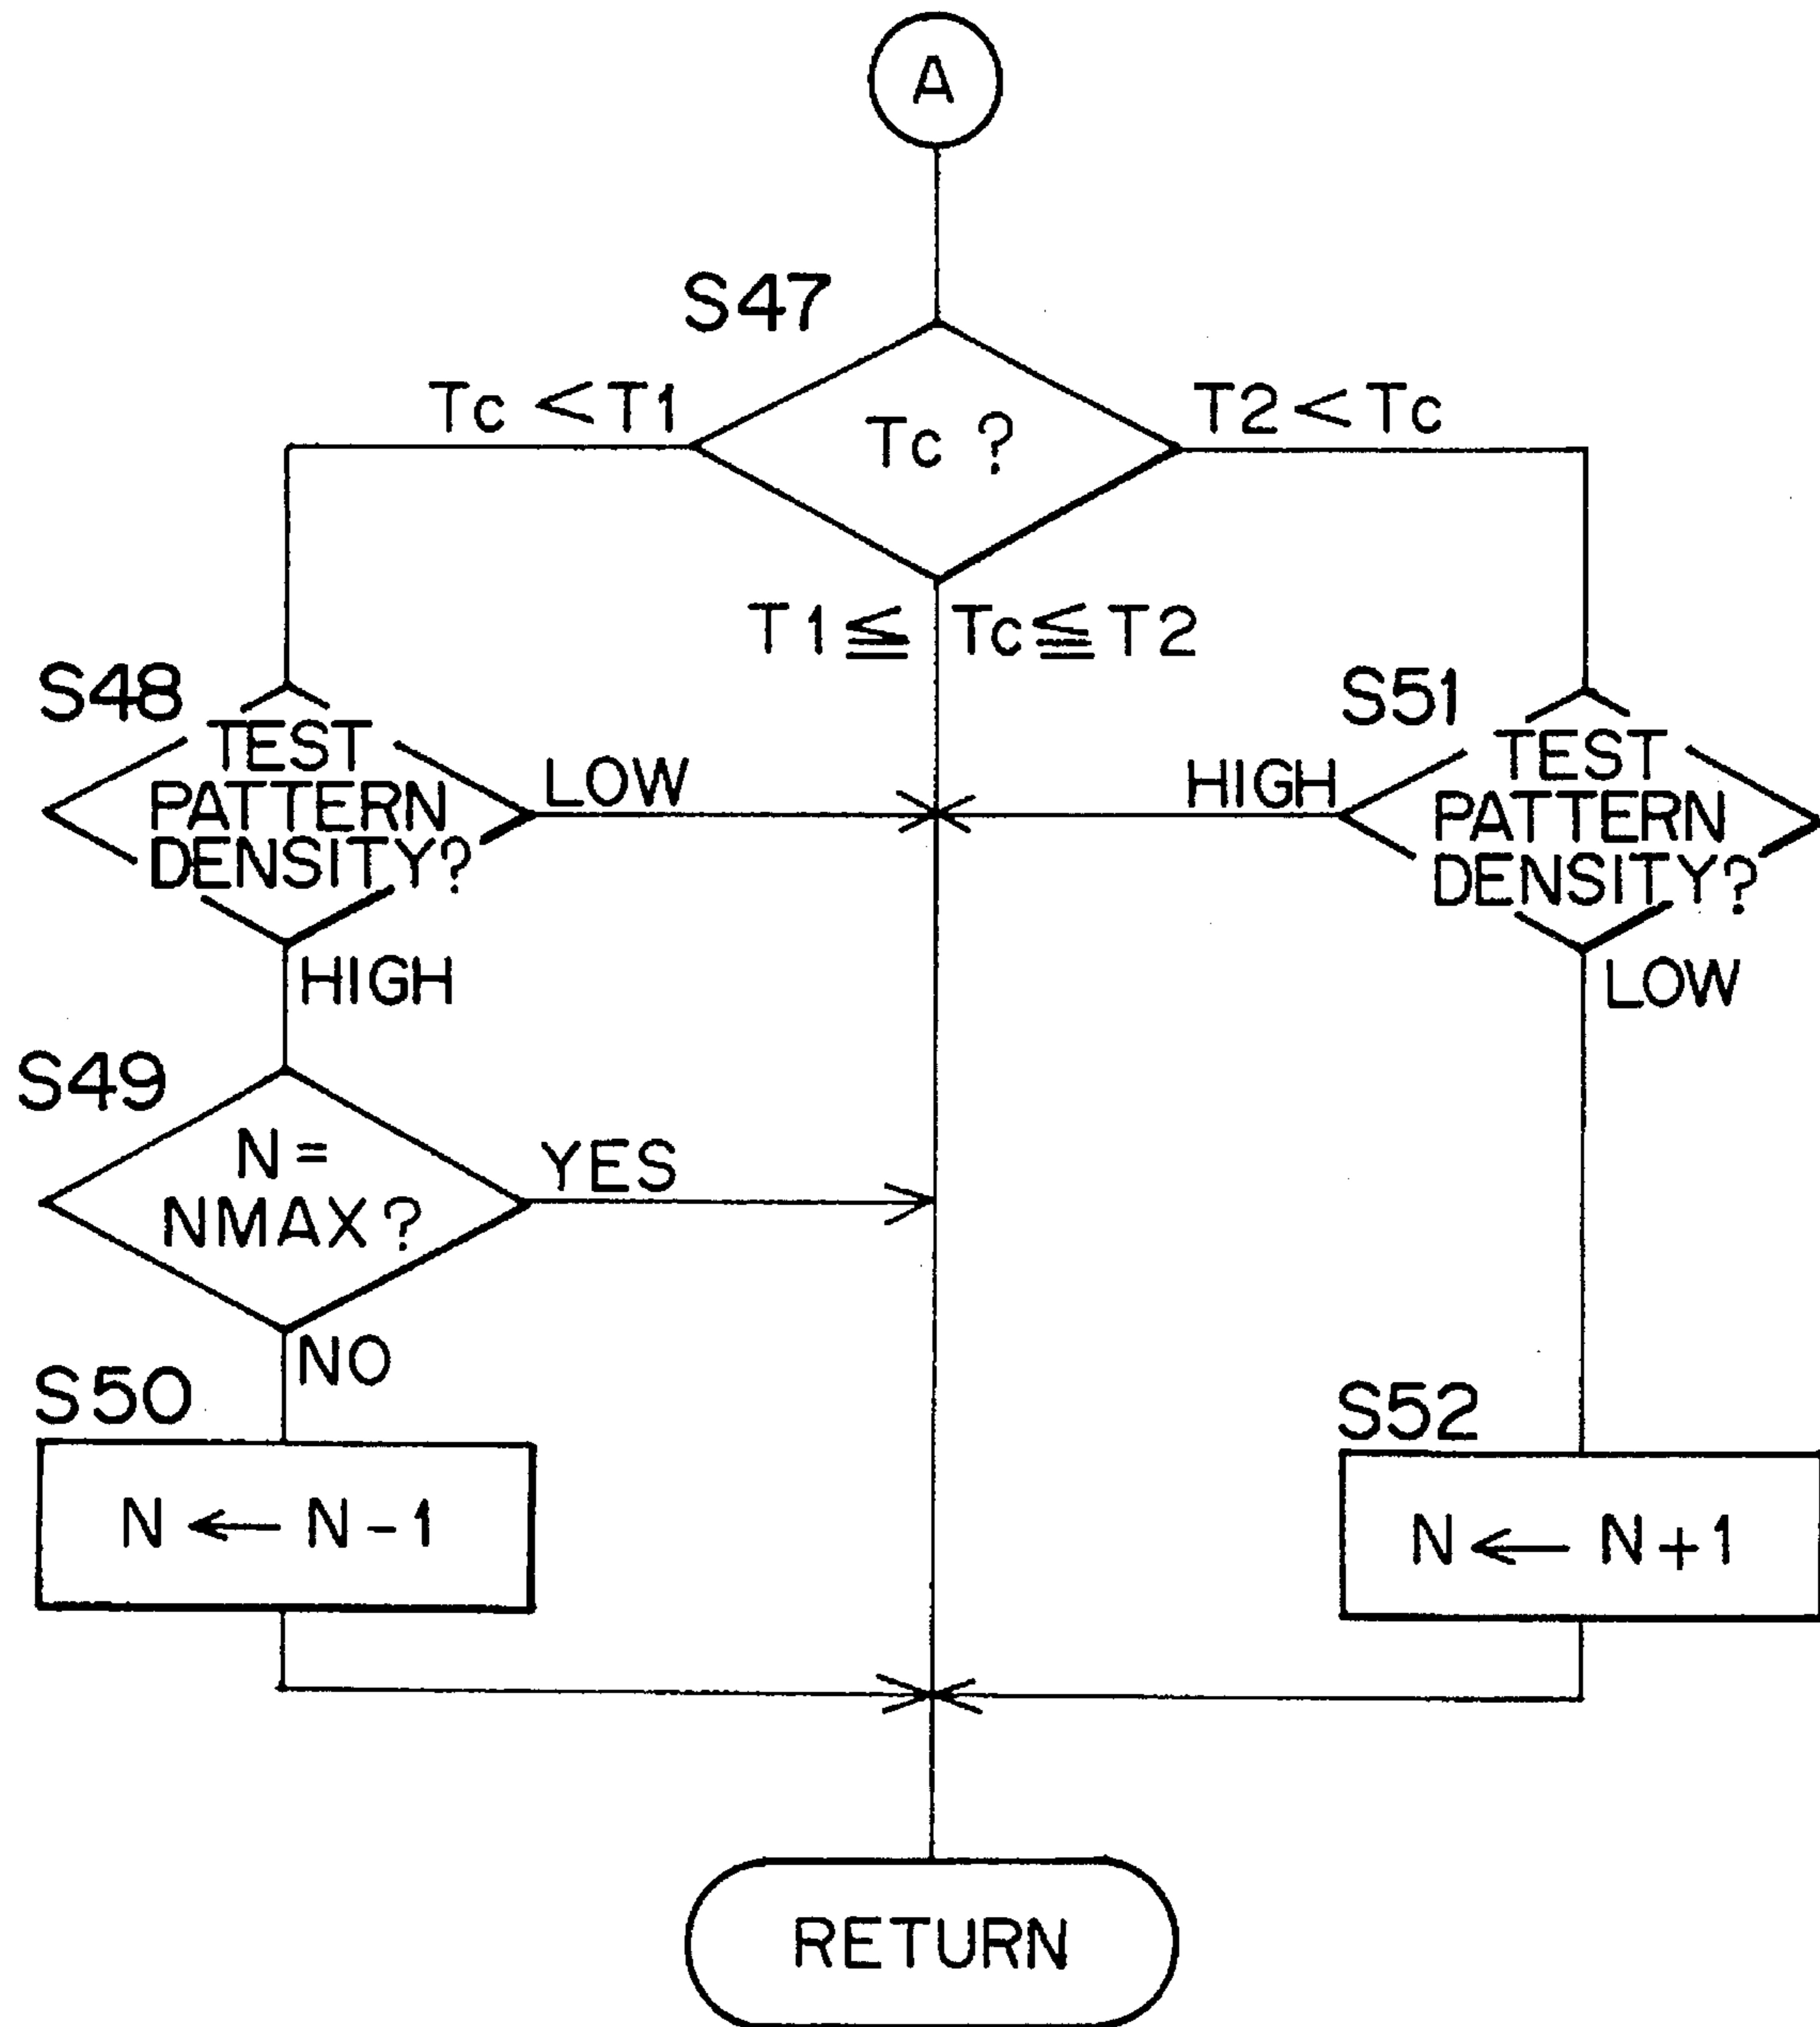 A
S47
Tc < T1
Tc ?
T2 < Tc
T1 ≦ Tc ≦ T2
S48
TEST
PATTERN
DENSITY?
LOW
HIGH
S51
TEST
PATTERN
DENSITY?
HIGH
LOW
S49
N=
NMAX?
YES
NO
S50
N ← N-1
S52
N ← N+1
RETURN